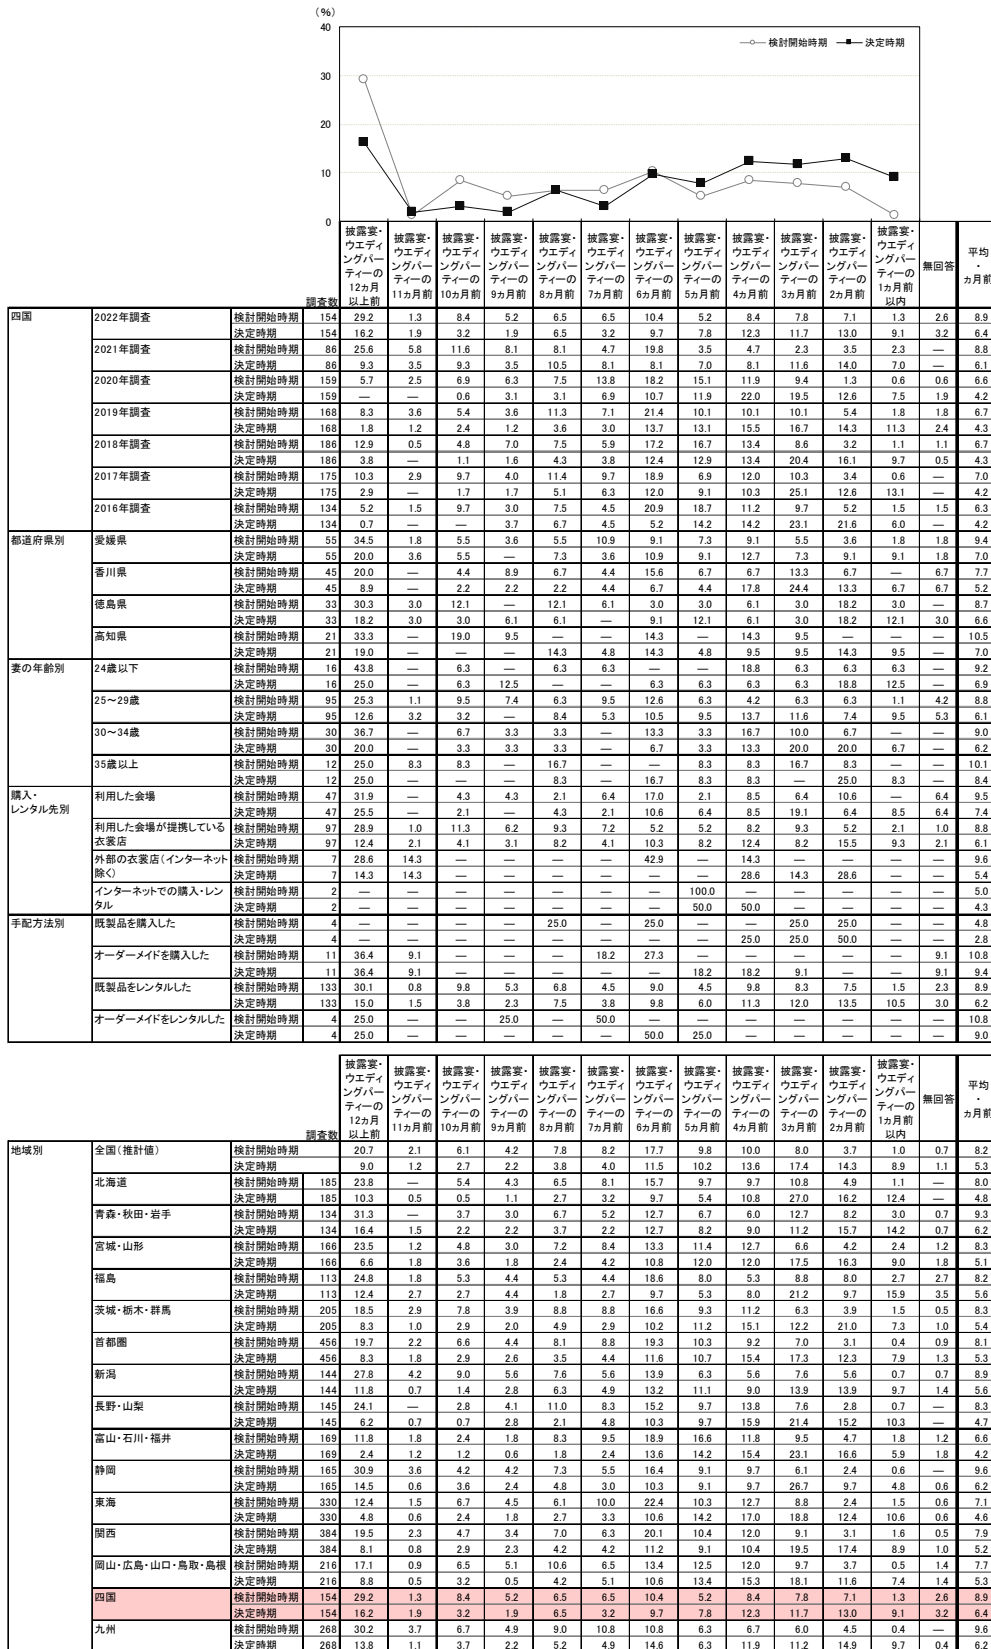 (%)
40
30
20
10
0
検討開始時期 決定時期
調査数 披露宴・ウエディングパーティーの12ヵ月以上前 披露宴・ウエディングパーティーの11ヵ月前 披露宴・ウエディングパーティーの10ヵ月前 披露宴・ウエディングパーティーの9ヵ月前 披露宴・ウエディングパーティーの8ヵ月前 披露宴・ウエディングパーティーの7ヵ月前 披露宴・ウエディングパーティーの6ヵ月前 披露宴・ウエディングパーティーの5ヵ月前 披露宴・ウエディングパーティーの4ヵ月前 披露宴・ウエディングパーティーの3ヵ月前 披露宴・ウエディングパーティーの2ヵ月前 披露宴・ウエディングパーティーの1ヵ月前以内 無回答 平均・ヵ月前
四国 2022年調査 検討開始時期 154 29.2 1.3 8.4 5.2 6.5 6.5 10.4 5.2 8.4 7.8 7.1 1.3 2.6 8.9
決定時期 154 16.2 1.9 3.2 1.9 6.5 3.2 9.7 7.8 12.3 11.7 13.0 9.1 3.2 6.4
2021年調査 検討開始時期 86 25.6 5.8 11.6 8.1 8.1 4.7 19.8 3.5 4.7 2.3 3.5 2.3 — 8.8
決定時期 86 9.3 3.5 9.3 3.5 10.5 8.1 8.1 7.0 8.1 11.6 14.0 7.0 — 6.1
2020年調査 検討開始時期 159 5.7 2.5 6.9 6.3 7.5 13.8 18.2 15.1 11.9 9.4 1.3 0.6 0.6 6.6
決定時期 159 — — 0.6 3.1 3.1 6.9 10.7 11.9 22.0 19.5 12.6 7.5 1.9 4.2
2019年調査 検討開始時期 168 8.3 3.6 5.4 3.6 11.3 7.1 21.4 10.1 10.1 10.1 5.4 1.8 1.8 6.7
決定時期 168 1.8 1.2 2.4 1.2 3.6 3.0 13.7 13.1 15.5 16.7 14.3 11.3 2.4 4.3
2018年調査 検討開始時期 186 12.9 0.5 4.8 7.0 7.5 5.9 17.2 16.7 13.4 8.6 3.2 1.1 1.1 6.7
決定時期 186 3.8 — 1.1 1.6 4.3 3.8 12.4 12.9 13.4 20.4 16.1 9.7 0.5 4.3
2017年調査 検討開始時期 175 10.3 2.9 9.7 4.0 11.4 9.7 18.9 6.9 12.0 10.3 3.4 0.6 — 7.0
決定時期 175 2.9 — 1.7 1.7 5.1 6.3 12.0 9.1 10.3 25.1 12.6 13.1 — 4.2
2016年調査 検討開始時期 134 5.2 1.5 9.7 3.0 7.5 4.5 20.9 18.7 11.2 9.7 5.2 1.5 1.5 6.3
決定時期 134 0.7 — — 3.7 6.7 4.5 5.2 14.2 14.2 23.1 21.6 6.0 — 4.2
都道府県別 愛媛県 検討開始時期 55 34.5 1.8 5.5 3.6 5.5 10.9 9.1 7.3 9.1 5.5 3.6 1.8 1.8 9.4
決定時期 55 20.0 3.6 5.5 — 7.3 3.6 10.9 9.1 12.7 7.3 9.1 9.1 1.8 7.0
香川県 検討開始時期 45 20.0 — 4.4 8.9 6.7 4.4 15.6 6.7 6.7 13.3 6.7 — 6.7 7.7
決定時期 45 8.9 — 2.2 2.2 2.2 4.4 6.7 4.4 17.8 24.4 13.3 6.7 6.7 5.2
徳島県 検討開始時期 33 30.3 3.0 12.1 — 12.1 6.1 3.0 3.0 6.1 3.0 18.2 3.0 — 8.7
決定時期 33 18.2 3.0 3.0 6.1 6.1 — 9.1 12.1 6.1 3.0 18.2 12.1 3.0 6.6
高知県 検討開始時期 21 33.3 — 19.0 9.5 — — 14.3 — 14.3 9.5 — — — 10.5
決定時期 21 19.0 — — — 14.3 4.8 14.3 4.8 9.5 9.5 14.3 9.5 — 7.0
妻の年齢別 24歳以下 検討開始時期 16 43.8 — 6.3 — 6.3 6.3 — — 18.8 6.3 6.3 6.3 — 9.2
決定時期 16 25.0 — 6.3 12.5 — — 6.3 6.3 6.3 6.3 18.8 12.5 — 6.9
25～29歳 検討開始時期 95 25.3 1.1 9.5 7.4 6.3 9.5 12.6 6.3 4.2 6.3 6.3 1.1 4.2 8.8
決定時期 95 12.6 3.2 3.2 — 8.4 5.3 10.5 9.5 13.7 11.6 7.4 9.5 5.3 6.1
30～34歳 検討開始時期 30 36.7 — 6.7 3.3 3.3 — 13.3 3.3 16.7 10.0 6.7 — — 9.0
決定時期 30 20.0 — 3.3 3.3 3.3 — 6.7 3.3 13.3 20.0 20.0 6.7 — 6.2
35歳以上 検討開始時期 12 25.0 8.3 8.3 — 16.7 — — 8.3 8.3 16.7 8.3 — — 10.1
決定時期 12 25.0 — — — 8.3 — 16.7 8.3 8.3 — 25.0 8.3 — 8.4
購入・レンタル先別 利用した会場 検討開始時期 47 31.9 — 4.3 4.3 2.1 6.4 17.0 2.1 8.5 6.4 10.6 — 6.4 9.5
決定時期 47 25.5 — 2.1 — 4.3 2.1 10.6 6.4 8.5 19.1 6.4 8.5 6.4 7.4
利用した会場が提携している衣裳店 検討開始時期 97 28.9 1.0 11.3 6.2 9.3 7.2 5.2 5.2 8.2 9.3 5.2 2.1 1.0 8.8
決定時期 97 12.4 2.1 4.1 3.1 8.2 4.1 10.3 8.2 12.4 8.2 15.5 9.3 2.1 6.1
外部の衣裳店(インターネット除く) 検討開始時期 7 28.6 14.3 — — — — 42.9 — 14.3 — — — — 9.6
決定時期 7 14.3 14.3 — — — — — — 28.6 14.3 28.6 — — 5.4
インターネットでの購入・レンタル 検討開始時期 2 — — — — — — — 100.0 — — — — — 5.0
決定時期 2 — — — — — — — 50.0 50.0 — — — — 4.3
手配方法別 既製品を購入した 検討開始時期 4 — — — — 25.0 — 25.0 — — 25.0 25.0 — — 4.8
決定時期 4 — — — — — — — — 25.0 25.0 50.0 — — 2.8
オーダーメイドを購入した 検討開始時期 11 36.4 9.1 — — — 18.2 27.3 — — — — — 9.1 10.8
決定時期 11 36.4 9.1 — — — — — 18.2 18.2 9.1 — — 9.1 9.4
既製品をレンタルした 検討開始時期 133 30.1 0.8 9.8 5.3 6.8 4.5 9.0 4.5 9.8 8.3 7.5 1.5 2.3 8.9
決定時期 133 15.0 1.5 3.8 2.3 7.5 3.8 9.8 6.0 11.3 12.0 13.5 10.5 3.0 6.2
オーダーメイドをレンタルした 検討開始時期 4 25.0 — — 25.0 — 50.0 — — — — — — — 10.8
決定時期 4 25.0 — — — — — 50.0 25.0 — — — — — 9.0
調査数 披露宴・ウエディングパーティーの12ヵ月以上前 披露宴・ウエディングパーティーの11ヵ月前 披露宴・ウエディングパーティーの10ヵ月前 披露宴・ウエディングパーティーの9ヵ月前 披露宴・ウエディングパーティーの8ヵ月前 披露宴・ウエディングパーティーの7ヵ月前 披露宴・ウエディングパーティーの6ヵ月前 披露宴・ウエディングパーティーの5ヵ月前 披露宴・ウエディングパーティーの4ヵ月前 披露宴・ウエディングパーティーの3ヵ月前 披露宴・ウエディングパーティーの2ヵ月前 披露宴・ウエディングパーティーの1ヵ月前以内 無回答 平均・ヵ月前
地域別 全国(推計値) 検討開始時期 20.7 2.1 6.1 4.2 7.8 8.2 17.7 9.8 10.0 8.0 3.7 1.0 0.7 8.2
決定時期 9.0 1.2 2.7 2.2 3.8 4.0 11.5 10.2 13.6 17.4 14.3 8.9 1.1 5.3
北海道 検討開始時期 185 23.8 — 5.4 4.3 6.5 8.1 15.7 9.7 9.7 10.8 4.9 1.1 — 8.0
決定時期 185 10.3 0.5 0.5 1.1 2.7 3.2 9.7 5.4 10.8 27.0 16.2 12.4 — 4.8
青森・秋田・岩手 検討開始時期 134 31.3 — 3.7 3.0 6.7 5.2 12.7 6.7 6.0 12.7 8.2 3.0 0.7 9.3
決定時期 134 16.4 1.5 2.2 2.2 3.7 2.2 12.7 8.2 9.0 11.2 15.7 14.2 0.7 6.2
宮城・山形 検討開始時期 166 23.5 1.2 4.8 3.0 7.2 8.4 13.3 11.4 12.7 6.6 4.2 2.4 1.2 8.3
決定時期 166 6.6 1.8 3.6 1.8 2.4 4.2 10.8 12.0 12.0 17.5 16.3 9.0 1.8 5.1
福島 検討開始時期 113 24.8 1.8 5.3 4.4 5.3 4.4 18.6 8.0 5.3 8.8 8.0 2.7 2.7 8.2
決定時期 113 12.4 2.7 2.7 4.4 1.8 2.7 9.7 5.3 8.0 21.2 9.7 15.9 3.5 5.6
茨城・栃木・群馬 検討開始時期 205 18.5 2.9 7.8 3.9 8.8 8.8 16.6 9.3 11.2 6.3 3.9 1.5 0.5 8.3
決定時期 205 8.3 1.0 2.9 2.0 4.9 2.9 10.2 11.2 15.1 12.2 21.0 7.3 1.0 5.4
首都圏 検討開始時期 456 19.7 2.2 6.6 4.4 8.1 8.8 19.3 10.3 9.2 7.0 3.1 0.4 0.9 8.1
決定時期 456 8.3 1.8 2.9 2.6 3.5 4.4 11.6 10.7 15.4 17.3 12.3 7.9 1.3 5.3
新潟 検討開始時期 144 27.8 4.2 9.0 5.6 7.6 5.6 13.9 6.3 5.6 7.6 5.6 0.7 0.7 8.9
決定時期 144 11.8 0.7 1.4 2.8 6.3 4.9 13.2 11.1 9.0 13.9 13.9 9.7 1.4 5.6
長野・山梨 検討開始時期 145 24.1 — 2.8 4.1 11.0 8.3 15.2 9.7 13.8 7.6 2.8 0.7 — 8.3
決定時期 145 6.2 0.7 0.7 2.8 2.1 4.8 10.3 9.7 15.9 21.4 15.2 10.3 — 4.7
富山・石川・福井 検討開始時期 169 11.8 1.8 2.4 1.8 8.3 9.5 18.9 16.6 11.8 9.5 4.7 1.8 1.2 6.6
決定時期 169 2.4 1.2 1.2 0.6 1.8 2.4 13.6 14.2 15.4 23.1 16.6 5.9 1.8 4.2
静岡 検討開始時期 165 30.9 3.6 4.2 4.2 7.3 5.5 16.4 9.1 9.7 6.1 2.4 0.6 — 9.6
決定時期 165 14.5 0.6 3.6 2.4 4.8 3.0 10.3 9.1 9.7 26.7 9.7 4.8 0.6 6.2
東海 検討開始時期 330 12.4 1.5 6.7 4.5 6.1 10.0 22.4 10.3 12.7 8.8 2.4 1.5 0.6 7.1
決定時期 330 4.8 0.6 2.4 1.8 2.7 3.3 10.6 14.2 17.0 18.8 12.4 10.6 0.6 4.6
関西 検討開始時期 384 19.5 2.3 4.7 3.4 7.0 6.3 20.1 10.4 12.0 9.1 3.1 1.6 0.5 7.9
決定時期 384 8.1 0.8 2.9 2.3 4.2 4.2 11.2 9.1 10.4 19.5 17.4 8.9 1.0 5.2
岡山・広島・山口・鳥取・島根 検討開始時期 216 17.1 0.9 6.5 5.1 10.6 6.5 13.4 12.5 12.0 9.7 3.7 0.5 1.4 7.7
決定時期 216 8.8 0.5 3.2 0.5 4.2 5.1 10.6 13.4 15.3 18.1 11.6 7.4 1.4 5.3
四国 検討開始時期 154 29.2 1.3 8.4 5.2 6.5 6.5 10.4 5.2 8.4 7.8 7.1 1.3 2.6 8.9
決定時期 154 16.2 1.9 3.2 1.9 6.5 3.2 9.7 7.8 12.3 11.7 13.0 9.1 3.2 6.4
九州 検討開始時期 268 30.2 3.7 6.7 4.9 9.0 10.8 10.8 6.3 6.7 6.0 4.5 0.4 — 9.6
決定時期 268 13.8 1.1 3.7 2.2 5.2 4.9 14.6 6.3 11.9 11.2 14.9 9.7 0.4 6.2